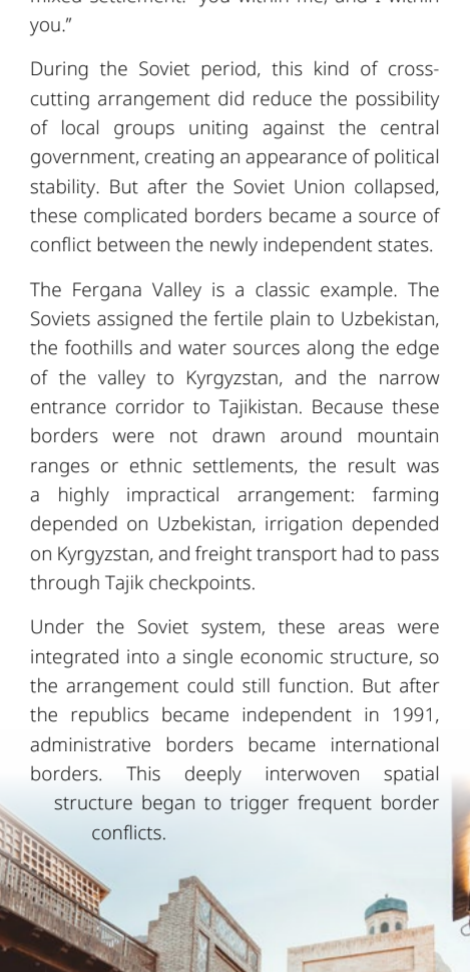 mixed settlement: "you within me, and I within
you."
During the Soviet period, this kind of cross-
cutting arrangement did reduce the possibility
of local groups uniting against the central
government, creating an appearance of political
stability. But after the Soviet Union collapsed,
these complicated borders became a source of
conflict between the newly independent states.
The Fergana Valley is a classic example. The
Soviets assigned the fertile plain to Uzbekistan,
the foothills and water sources along the edge
of the valley to Kyrgyzstan, and the narrow
entrance corridor to Tajikistan. Because these
borders were not drawn around mountain
ranges or ethnic settlements, the result was
a highly impractical arrangement: farming
depended on Uzbekistan, irrigation depended
on Kyrgyzstan, and freight transport had to pass
through Tajik checkpoints.
Under the Soviet system, these areas were
integrated into a single economic structure, so
the arrangement could still function. But after
the republics became independent in 1991,
administrative borders became international
borders. This deeply interwoven spatial
structure began to trigger frequent border
conflicts.